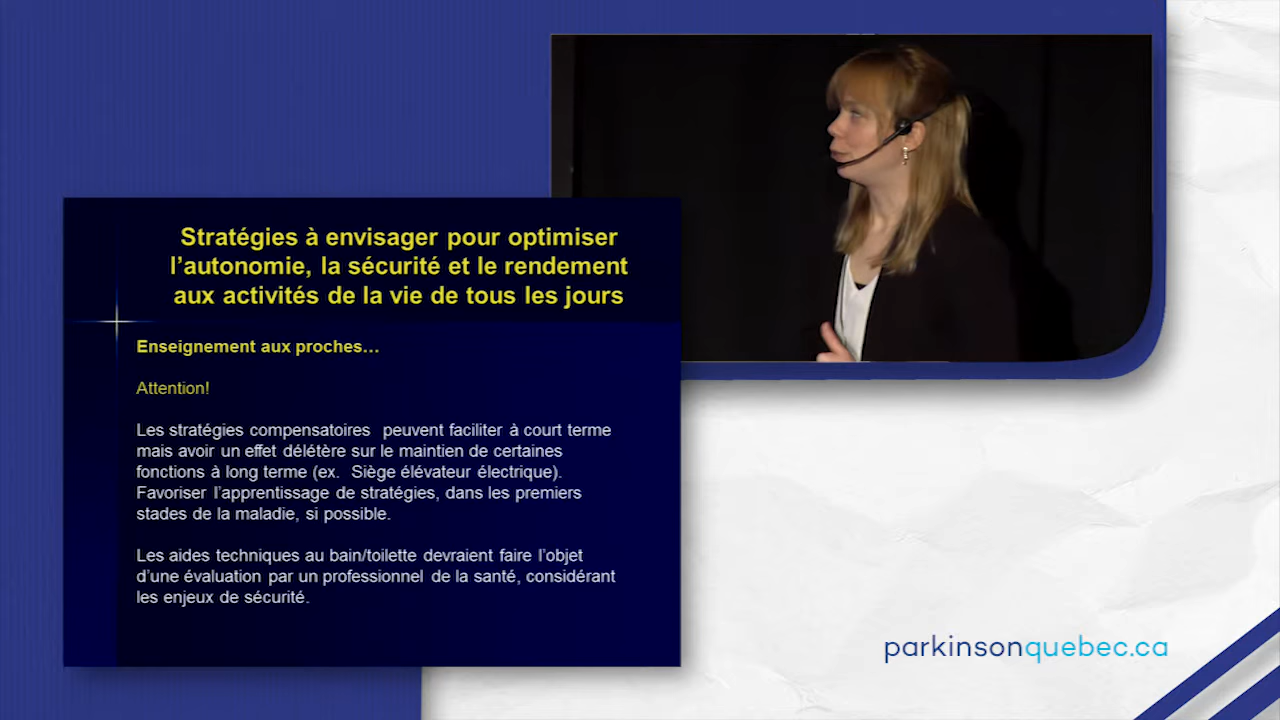 Stratégies à envisager pour optimiser
l'autonomie, la sécurité et le rendement
aux activités de la vie de tous les jours
Enseignement aux proches…
Attention!
Les stratégies compensatoires peuvent faciliter à court terme
mais avoir un effet délétère sur le maintien de certaines
fonctions à long terme (ex. Siège élévateur électrique).
Favoriser l'apprentissage de stratégies, dans les premiers
stades de la maladie, si possible.
Les aides techniques au bain/toilette devraient faire l'objet
d'une évaluation par un professionnel de la santé, considérant
les enjeux de sécurité.
parkinsonquebec.ca